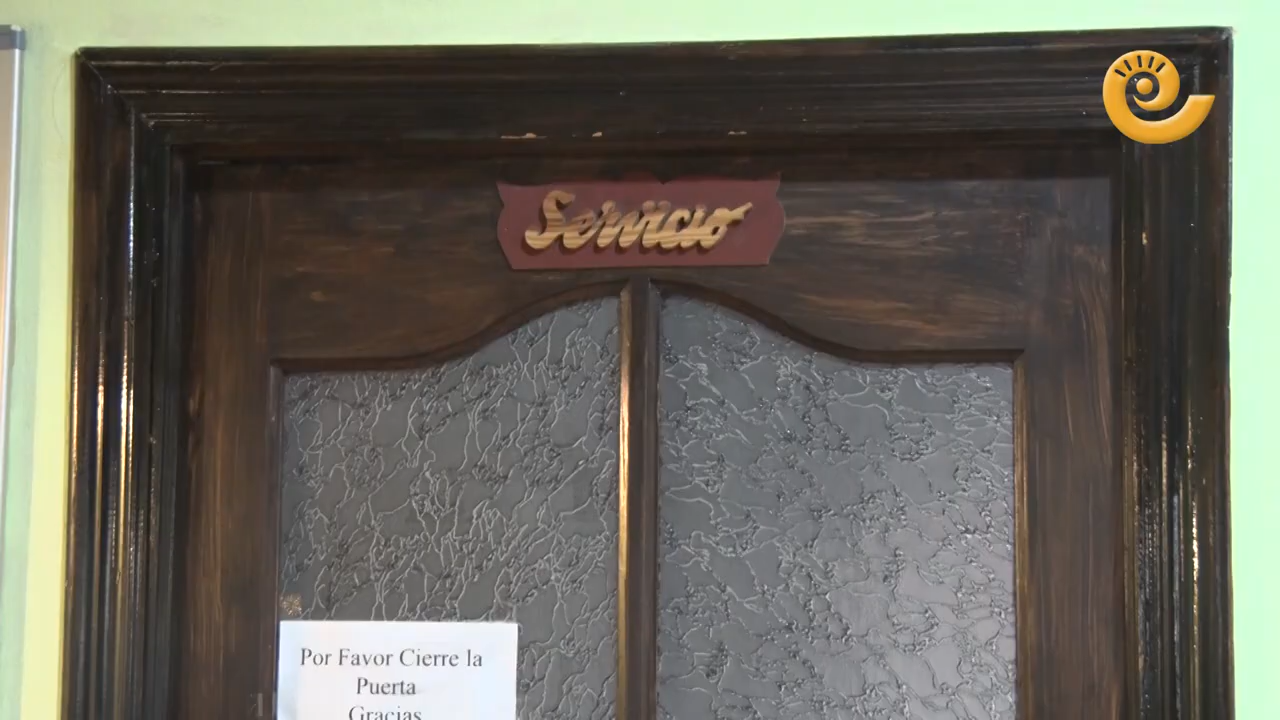 Servicio
Por Favor Cierre la
Puerta
Gracias